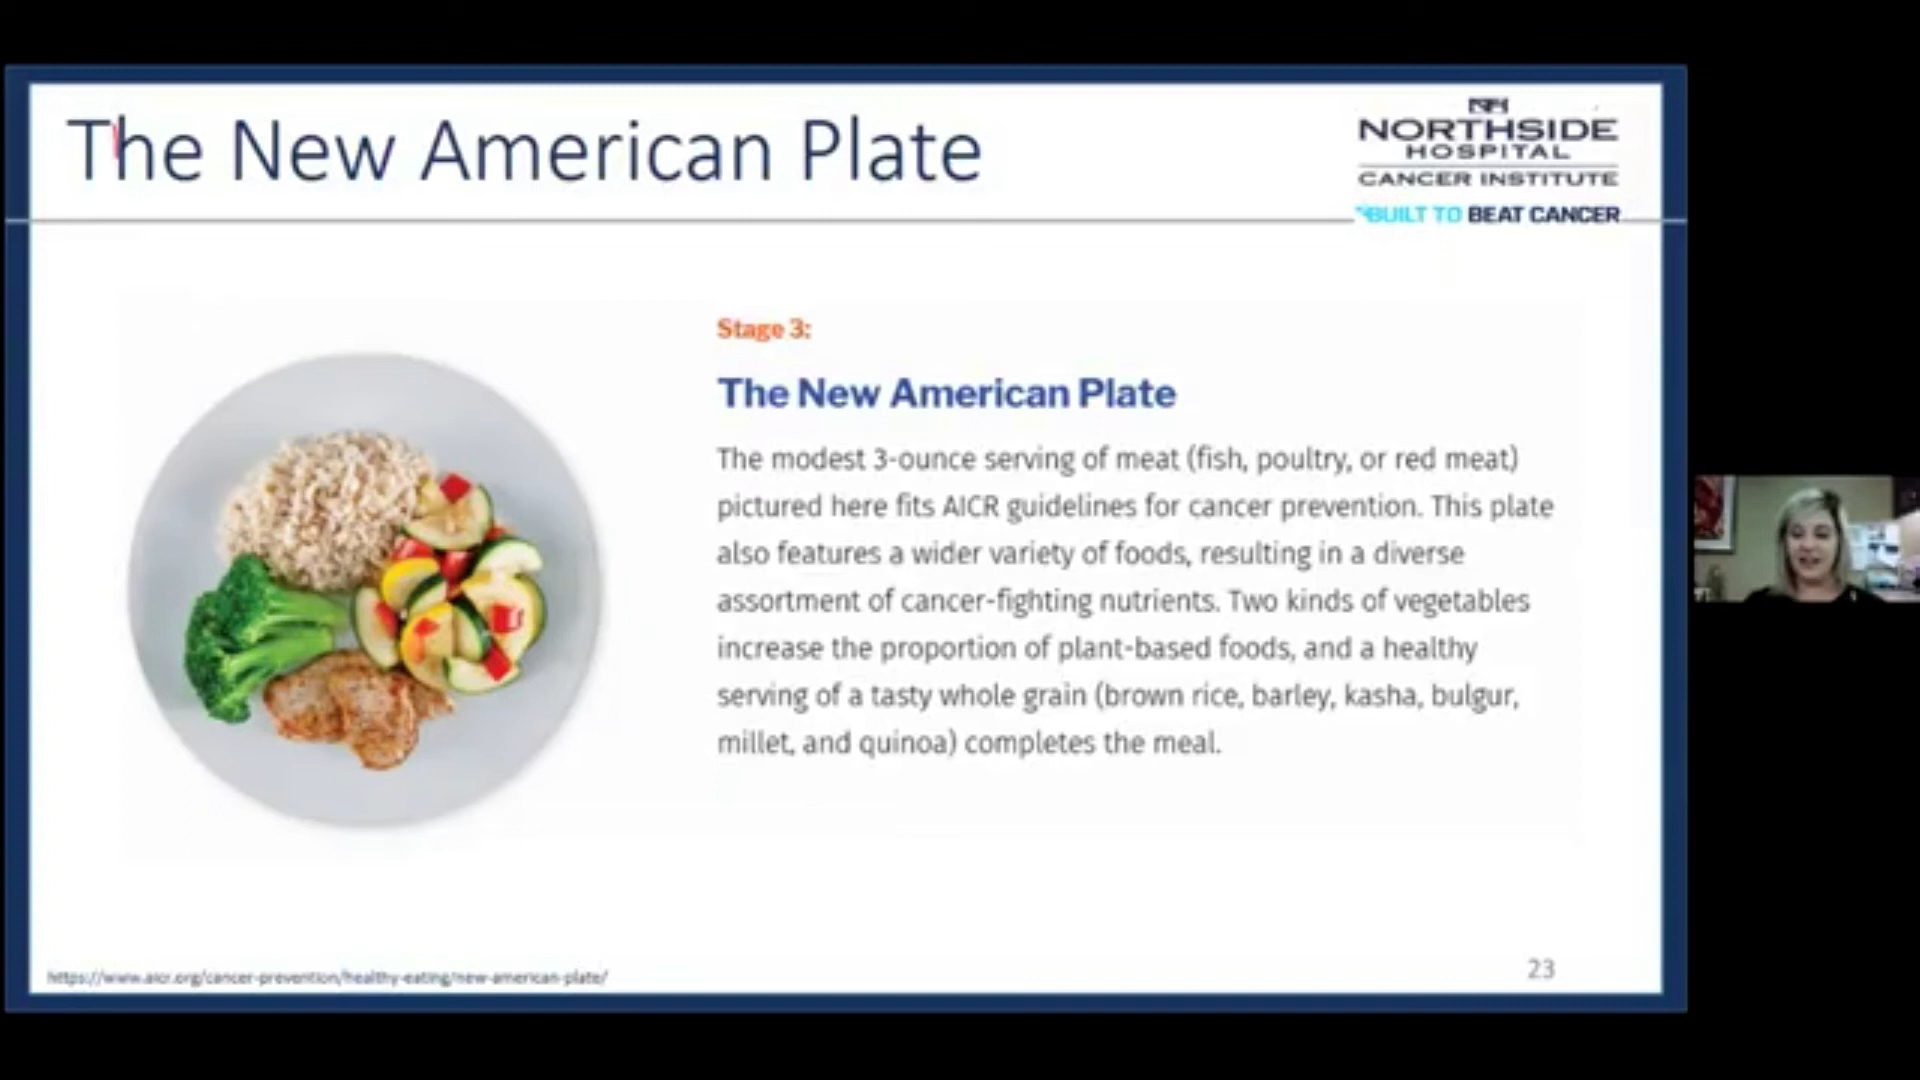 The New American Plate
NH
NORTHSIDE
HOSPITAL
CANCER INSTITUTE
BUILT TO BEAT CANCER
Stage 3:
The New American Plate
The modest 3-ounce serving of meat (fish, poultry, or red meat)
pictured here fits AICR guidelines for cancer prevention. This plate
also features a wider variety of foods, resulting in a diverse
assortment of cancer-fighting nutrients. Two kinds of vegetables
increase the proportion of plant-based foods, and a healthy
serving of a tasty whole grain (brown rice, barley, kasha, bulgur,
millet, and quinoa) completes the meal.
https://www.aicr.org/cancer-prevention/healthy-eating/new-american-plate/
23